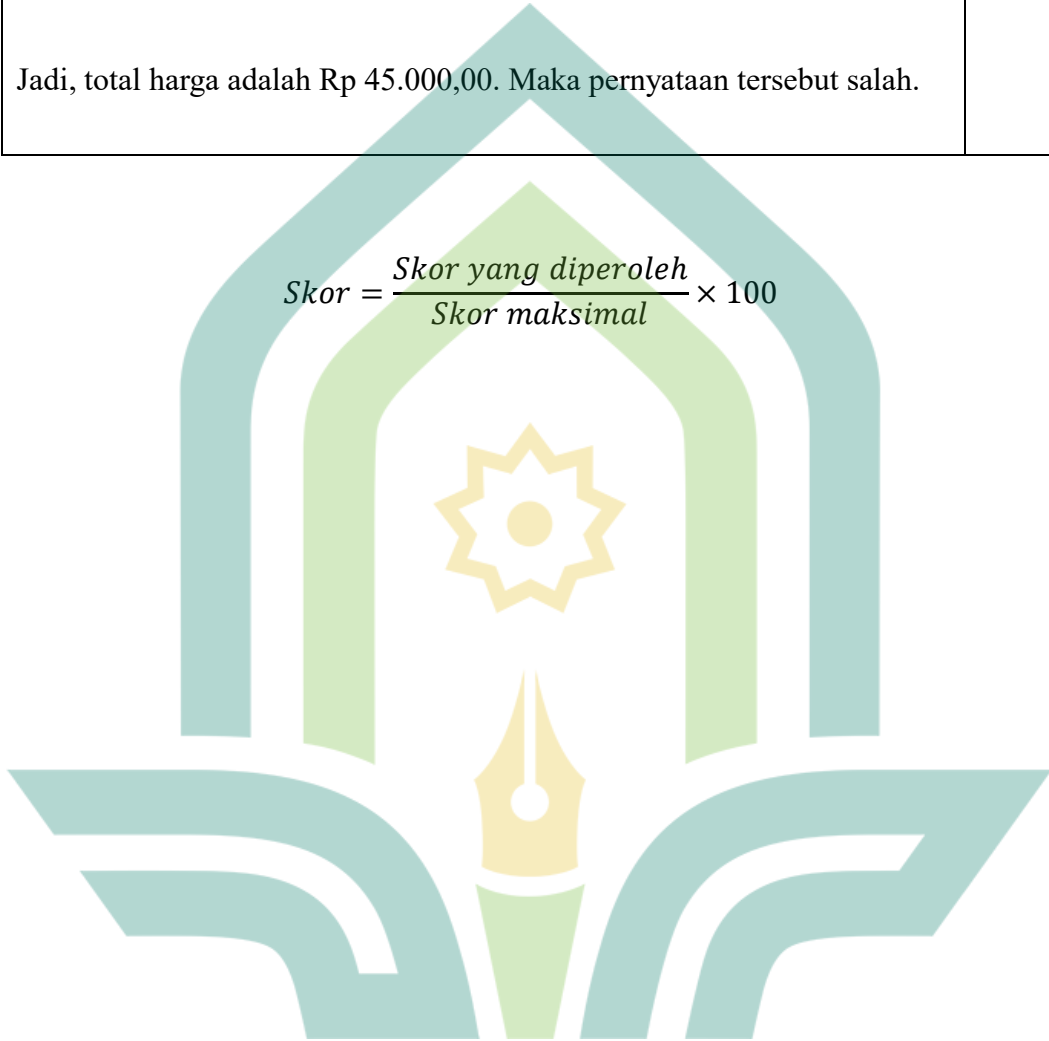 Jadi, total harga adalah Rp 45.000,00. Maka pernyataan tersebut salah.
𝑆𝑘𝑜𝑟 = \frac{𝑆𝑘𝑜𝑟 𝑦𝑎𝑛𝑔 𝑑𝑖𝑝𝑒𝑟𝑜𝑙𝑒ℎ}{𝑆𝑘𝑜𝑟 𝑚𝑎𝑘𝑠𝑖𝑚𝑎𝑙} × 100